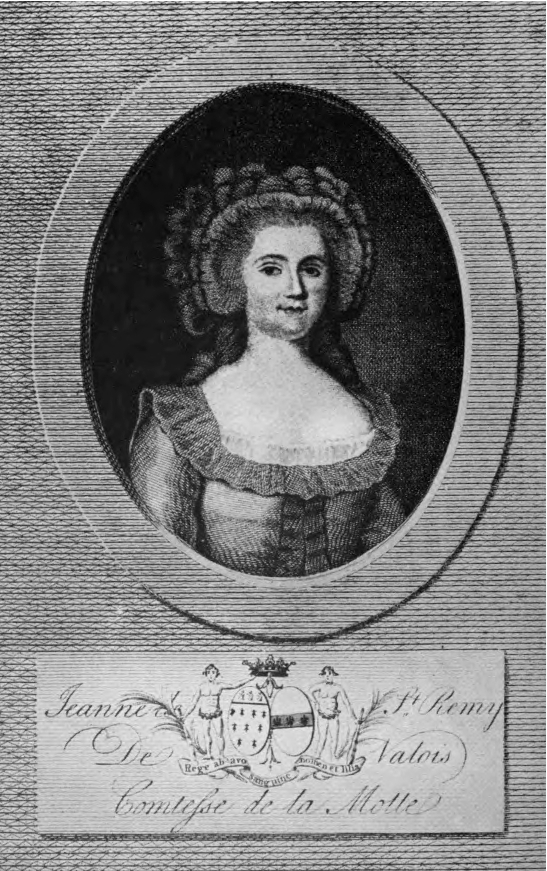 Jeanne de St. Remy
De Valois
Rege ab avo sanguine nomen et lilia
Comtesse de la Motte